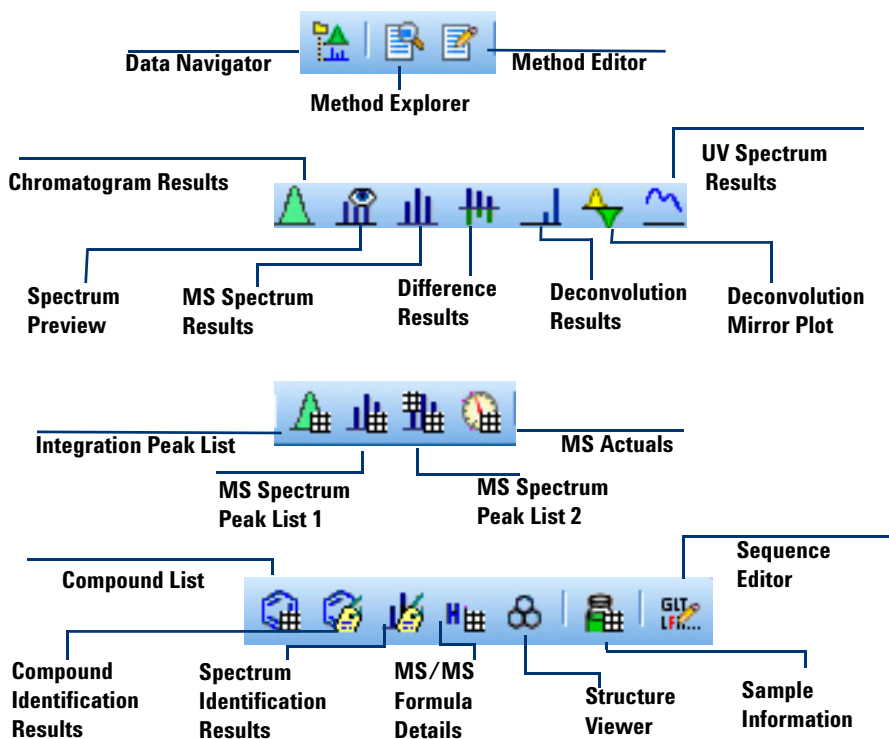 Data Navigator
Method Editor
Method Explorer
UV Spectrum
Results
Chromatogram Results
Spectrum
Preview
MS Spectrum
Results
Difference
Results
Deconvolution
Results
Deconvolution
Mirror Plot
Integration Peak List
MS Actuals
MS Spectrum
Peak List 1
MS Spectrum
Peak List 2
Compound List
Sequence
Editor
H
GLT
Compound
Identification
Results
Spectrum
Identification
Results
MS/MS
Formula
Details
Structure
Viewer
Sample
Information